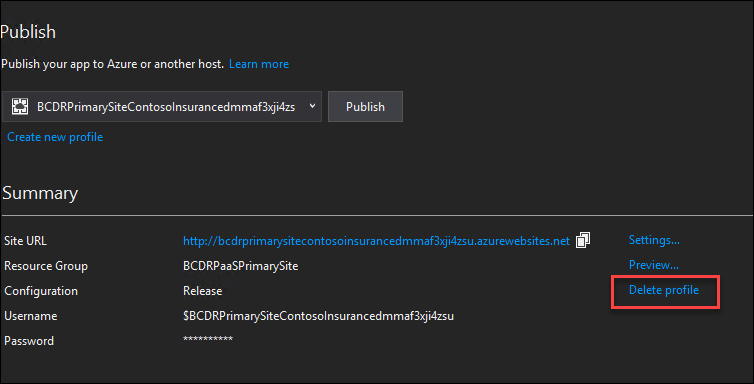 Publish
Publish your app to Azure or another host. Learn more
BCDRPrimarySiteContosoInsurancedmmaf3xji4zs Publish
Create new profile
Summary
Site URL http://bcdrprimarysitecontosoinsurancedmmaf3xji4zsu.azurewebsites.net Settings...
Resource Group BCDRPaaSPrimarySite Preview...
Configuration Release Delete profile
Username $BCDRPrimarySiteContosoInsurancedmmaf3xji4zsu
Password **********